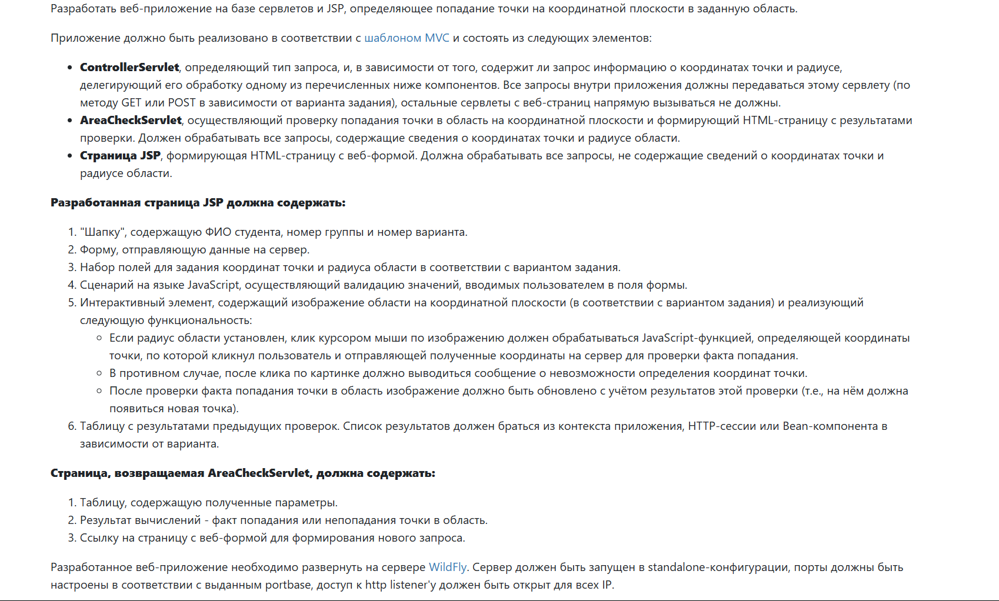 Разработать веб-приложение на базе сервлетов и JSP, определяющее попадание точки на координатной плоскости в заданную область.
Приложение должно быть реализовано в соответствии с шаблоном MVC и состоять из следующих элементов:
• ControllerServlet, определяющий тип запроса, и, в зависимости от того, содержит ли запрос информацию о координатах точки и радиусе,
делегирующий его обработку одному из перечисленных ниже компонентов. Все запросы внутри приложения должны передаваться этому сервлету (по
методу GET или POST в зависимости от варианта задания), остальные сервлеты с веб-страниц напрямую вызываться не должны.
• AreaCheckServlet, осуществляющий проверку попадания точки в область на координатной плоскости и формирующий HTML-страницу с результатами
проверки. Должен обрабатывать все запросы, содержащие сведения о координатах точки и радиусе области.
• Страница JSP, формирующая HTML-страницу с веб-формой. Должна обрабатывать все запросы, не содержащие сведений о координатах точки и
радиусе области.
Разработанная страница JSP должна содержать:
1. "Шапку", содержащую ФИО студента, номер группы и номер варианта.
2. Форму, отправляющую данные на сервер.
3. Набор полей для задания координат точки и радиуса области в соответствии с вариантом задания.
4. Сценарий на языке JavaScript, осуществляющий валидацию значений, вводимых пользователем в поля формы.
5. Интерактивный элемент, содержащий изображение области на координатной плоскости (в соответствии с вариантом задания) и реализующий
следующую функциональность:
◦ Если радиус области установлен, клик курсором мыши по изображению должен обрабатываться JavaScript-функцией, определяющей координаты
точки, по которой кликнул пользователь и отправляющей полученные координаты на сервер для проверки факта попадания.
◦ В противном случае, после клика по картинке должно выводиться сообщение о невозможности определения координат точки.
◦ После проверки факта попадания точки в область изображение должно быть обновлено с учётом результатов этой проверки (т.е., на нём должна
появиться новая точка).
6. Таблицу с результатами предыдущих проверок. Список результатов должен браться из контекста приложения, HTTP-сессии или Bean-компонента в
зависимости от варианта.
Страница, возвращаемая AreaCheckServlet, должна содержать:
1. Таблицу, содержащую полученные параметры.
2. Результат вычислений - факт попадания или непопадания точки в область.
3. Ссылку на страницу с веб-формой для формирования нового запроса.
Разработанное веб-приложение необходимо развернуть на сервере WildFly. Сервер должен быть запущен в standalone-конфигурации, порты должны быть
настроены в соответствии с выданным portbase, доступ к http listener'у должен быть открыт для всех IP.